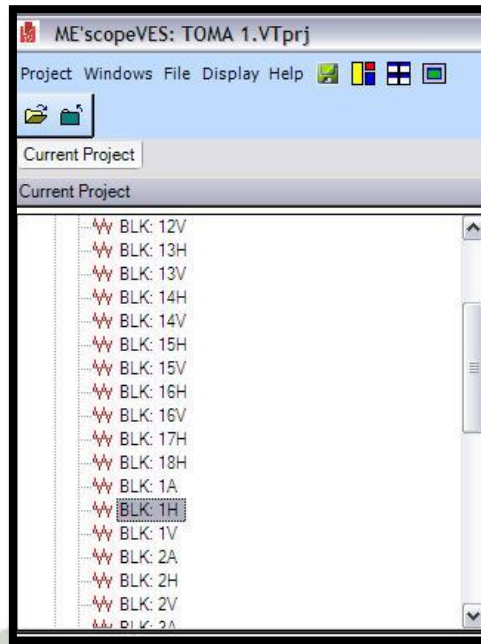 ME'scopeVES: TOMA 1.VTprj
Project Windows File Display Help
Current Project
Current Project
BLK: 12V
BLK: 13H
BLK: 13V
BLK: 14H
BLK: 14V
BLK: 15H
BLK: 15V
BLK: 16H
BLK: 16V
BLK: 17H
BLK: 18H
BLK: 1A
BLK: 1H
BLK: 1V
BLK: 2A
BLK: 2H
BLK: 2V
BLK: 3A